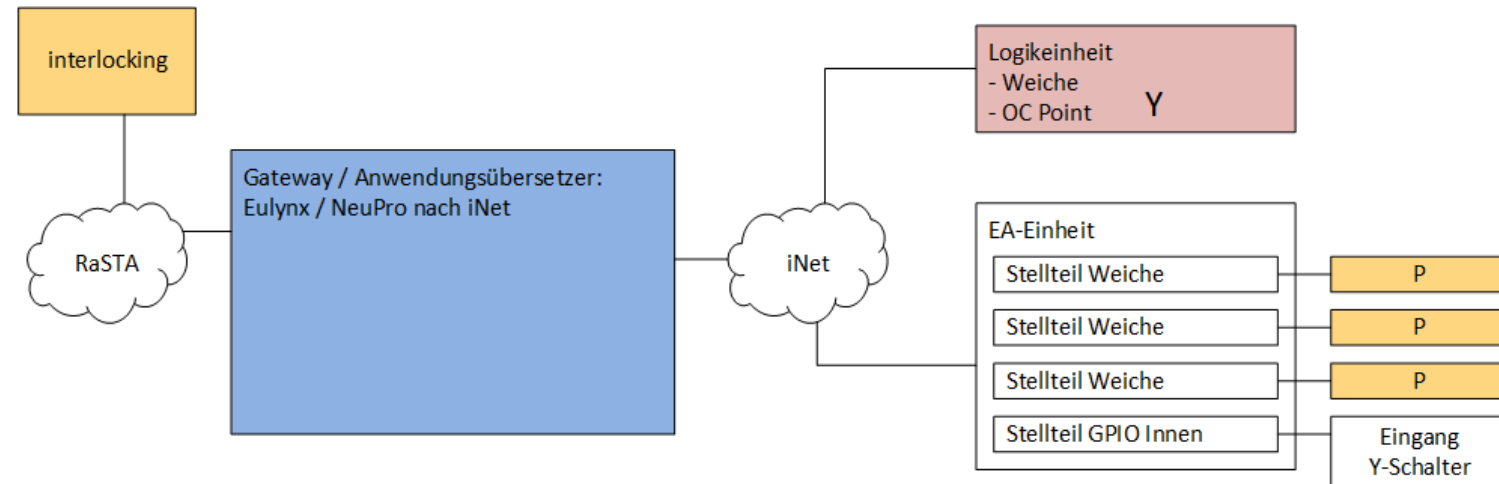 interlocking
RaSTA
Gateway / Anwendungsübersetzer:
Eulynx / NeuPro nach iNet
iNet
Logikeinheit
- Weiche
- OC Point
Y
EA-Einheit
Stellteil Weiche
P
Stellteil Weiche
P
Stellteil Weiche
P
Stellteil GPIO Innen
Eingang
Y-Schalter